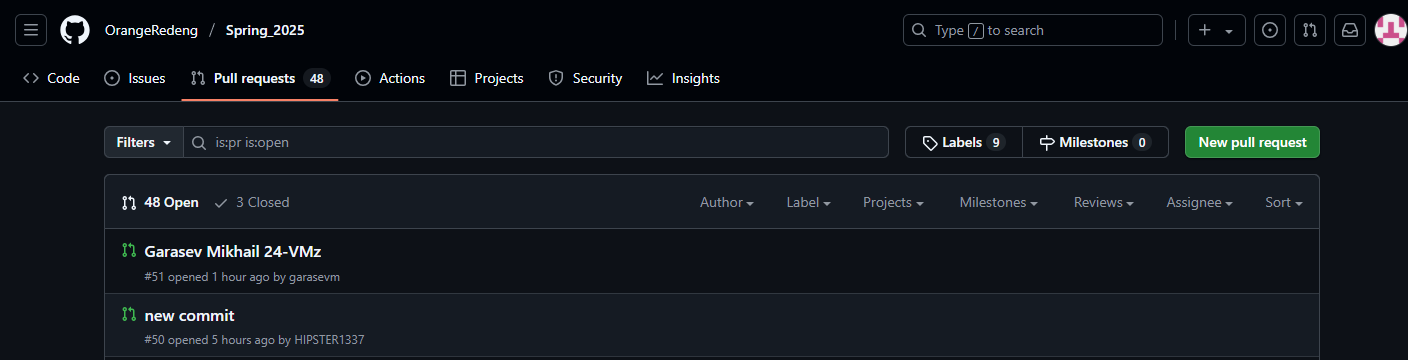 OrangeRedeng / Spring_2025 Type / to search
Code Issues Pull requests 48 Actions Projects Security Insights
Filters is:pr is:open Labels 9 Milestones 0 New pull request
48 Open 3 Closed Author Label Projects Milestones Reviews Assignee Sort
Garasev Mikhail 24-VMz
#51 opened 1 hour ago by garasevm
new commit
#50 opened 5 hours ago by HIPSTER1337